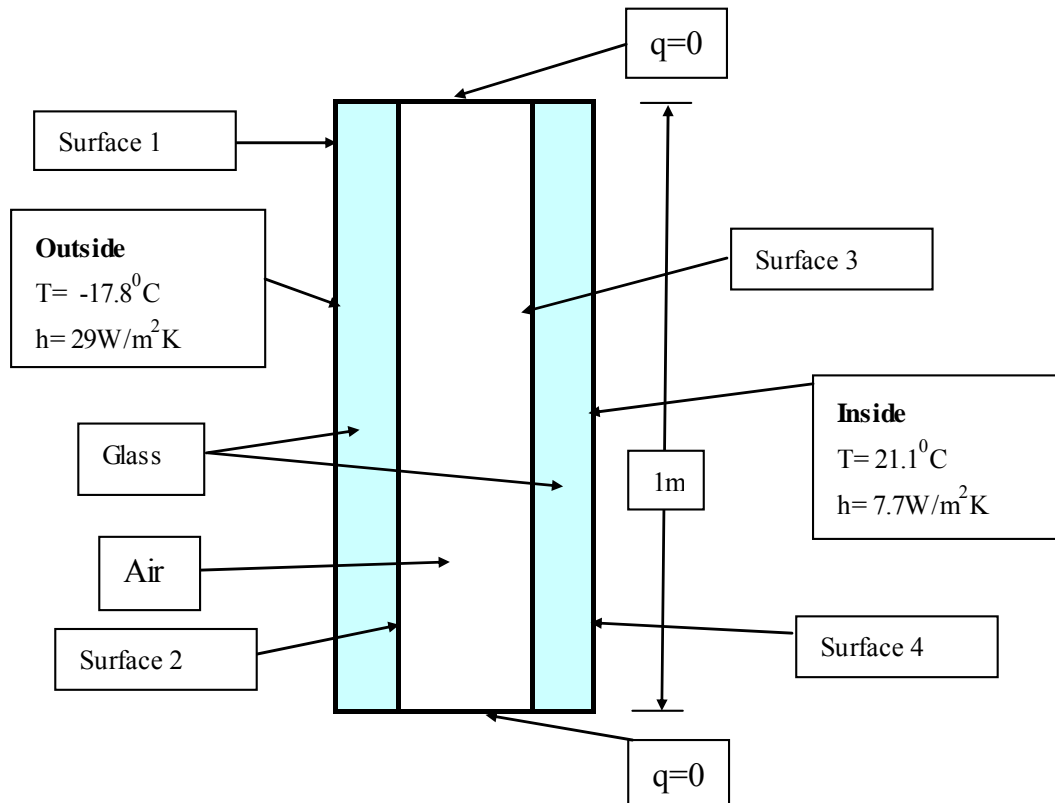 q=0
Surface 1
Outside
T= -17.8⁰C
h= 29W/m²K
Surface 3
Glass
Inside
T= 21.1⁰C
h= 7.7W/m²K
1m
Air
Surface 2
Surface 4
q=0